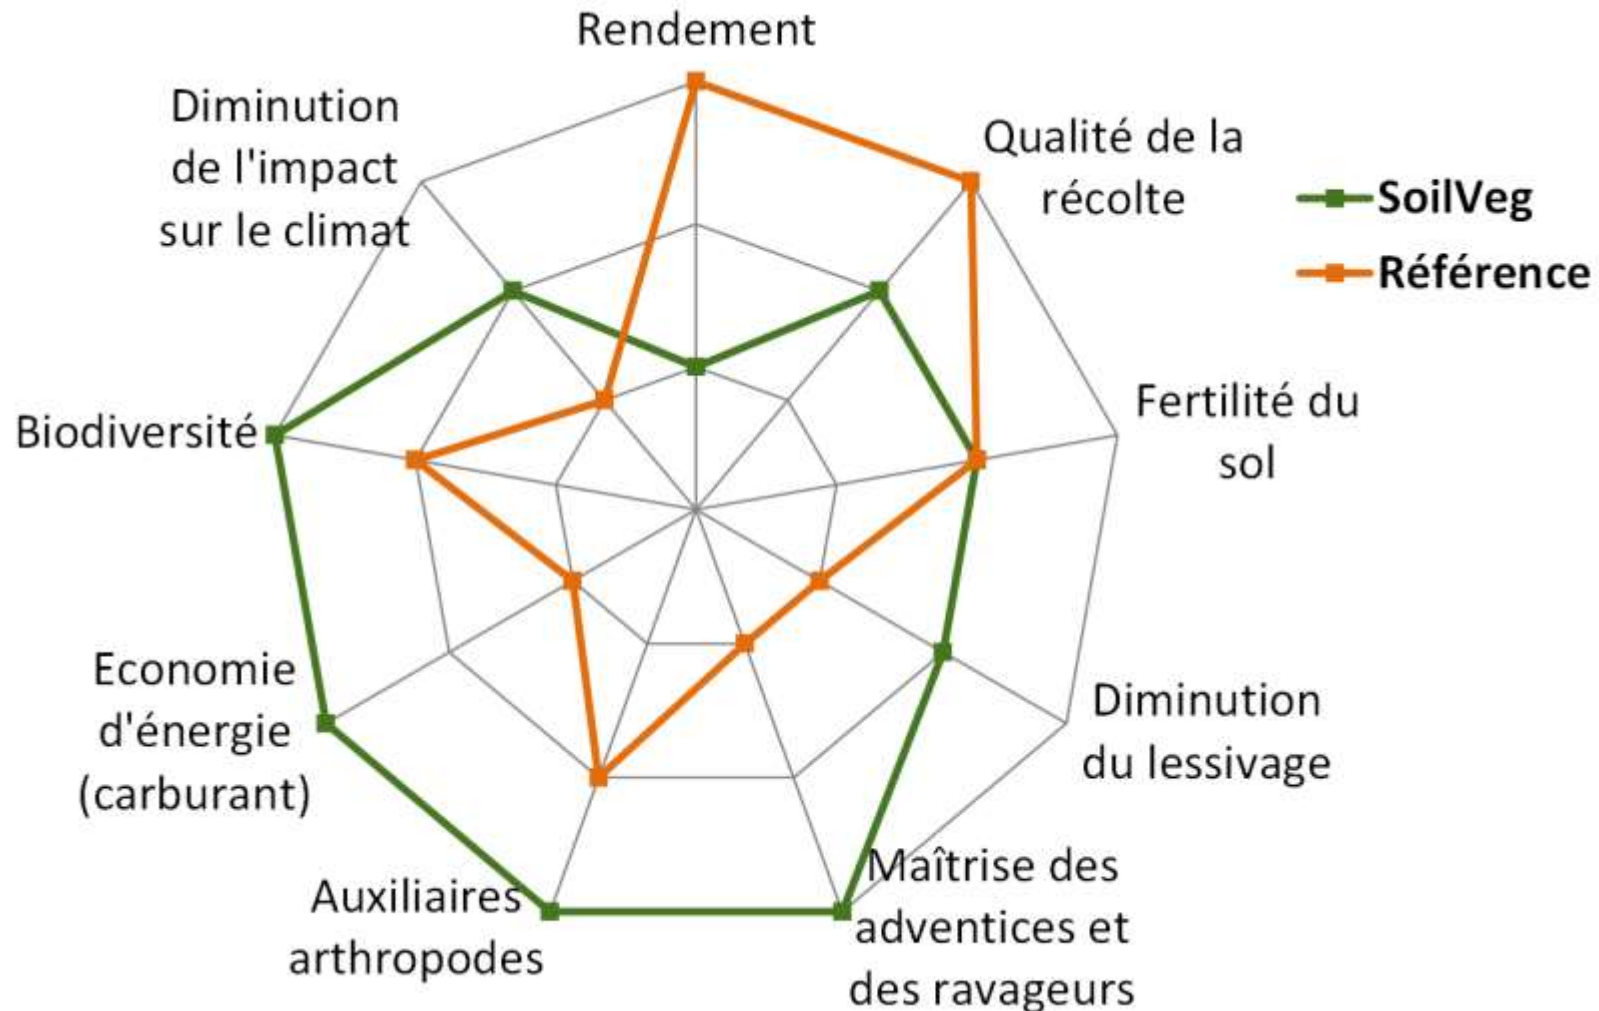 Rendement
Qualité de la
récolte
Fertilité du
sol
Diminution
du lessivage
Maîtrise des
adventices et
des ravageurs
Auxiliaires
arthropodes
Economie
d'énergie
(carburant)
Biodiversité
Diminution
de l'impact
sur le climat
SoilVeg
Référence